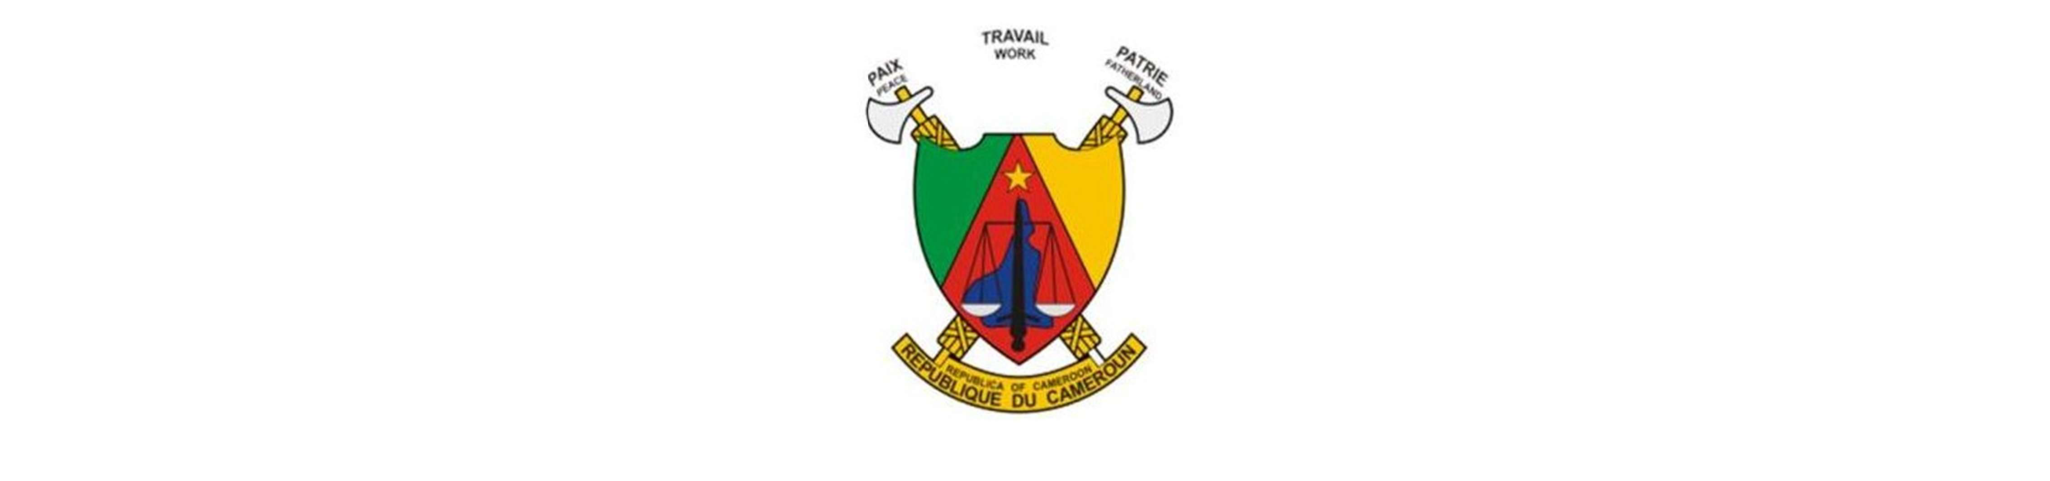 PAIX
PEACE
TRAVAIL
WORK
PATRIE
FATHERLAND
REPUBLICA OF CAMEROON
REPUBLIQUE DU CAMEROUN